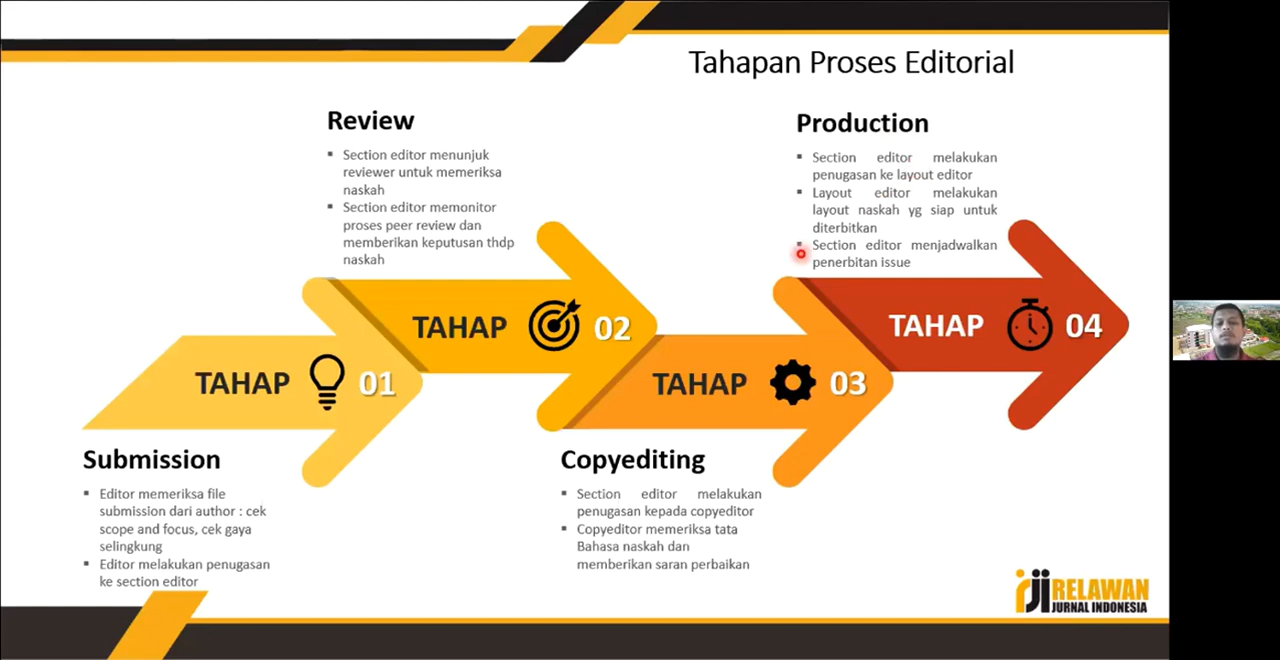 Tahapan Proses Editorial
Review
▪ Section editor menunjuk
reviewer untuk memeriksa
naskah
▪ Section editor memonitor
proses peer review dan
memberikan keputusan thdp
naskah
Production
▪ Section editor melakukan
penugasan ke layout editor
▪ Layout editor melakukan
layout naskah yg siap untuk
diterbitkan
▪ Section editor menjadwalkan
penerbitan issue
TAHAP 01
TAHAP 02
TAHAP 03
TAHAP 04
Submission
▪ Editor memeriksa file
submission dari author : cek
scope and focus, cek gaya
selingkung
▪ Editor melakukan penugasan
ke section editor
Copyediting
▪ Section editor melakukan
penugasan kepada copyeditor
▪ Copyeditor memeriksa tata
Bahasa naskah dan
memberikan saran perbaikan
rji RELAWAN
JURNAL INDONESIA